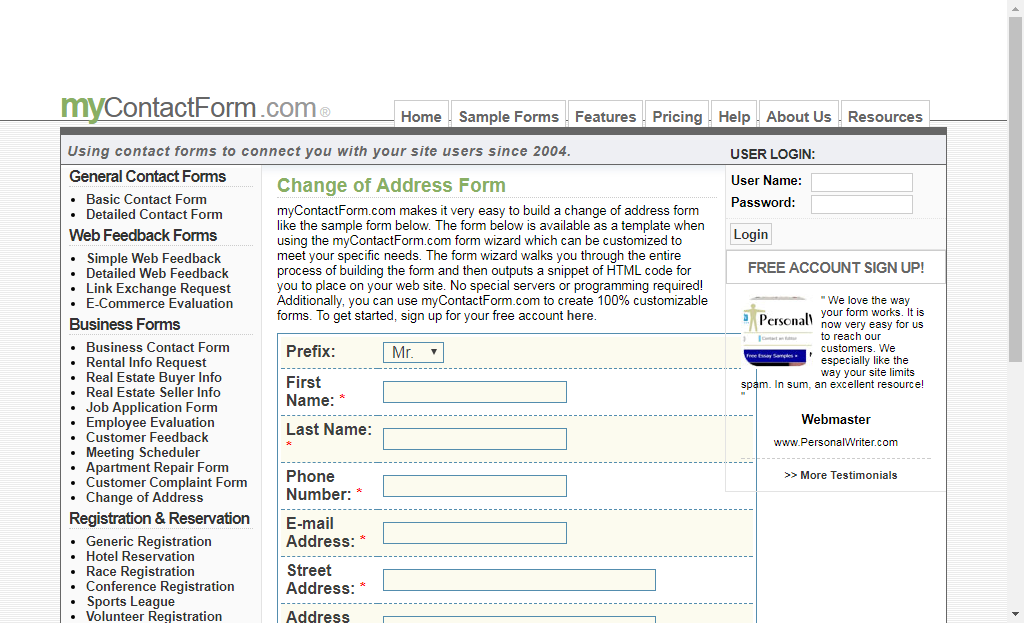 myContactForm.com®
Home
Sample Forms
Features
Pricing
Help
About Us
Resources
Using contact forms to connect you with your site users since 2004.
USER LOGIN:
General Contact Forms
Basic Contact Form
Detailed Contact Form
Web Feedback Forms
Simple Web Feedback
Detailed Web Feedback
Link Exchange Request
E-Commerce Evaluation
Business Forms
Business Contact Form
Rental Info Request
Real Estate Buyer Info
Real Estate Seller Info
Job Application Form
Employee Evaluation
Customer Feedback
Meeting Scheduler
Apartment Repair Form
Customer Complaint Form
Change of Address
Registration & Reservation
Generic Registration
Hotel Reservation
Race Registration
Conference Registration
Sports League
Volunteer Registration
Change of Address Form
myContactForm.com makes it very easy to build a change of address form
like the sample form below. The form below is available as a template when
using the myContactForm.com form wizard which can be customized to
meet your specific needs. The form wizard walks you through the entire
process of building the form and then outputs a snippet of HTML code for
you to place on your web site. No special servers or programming required!
Additionally, you can use myContactForm.com to create 100% customizable
forms. To get started, sign up for your free account here.
Prefix:
Mr.
First
Name: *
Last Name:
*
Phone
Number: *
E-mail
Address: *
Street
Address: *
Address
User Name:
Password:
Login
FREE ACCOUNT SIGN UP!
Personal
Contact an Editor
Free Essay Samples »
" We love the way
your form works. It is
now very easy for us
to reach our
customers. We
especially like the
way your site limits
spam. In sum, an excellent resource!
"
Webmaster
www.PersonalWriter.com
>> More Testimonials